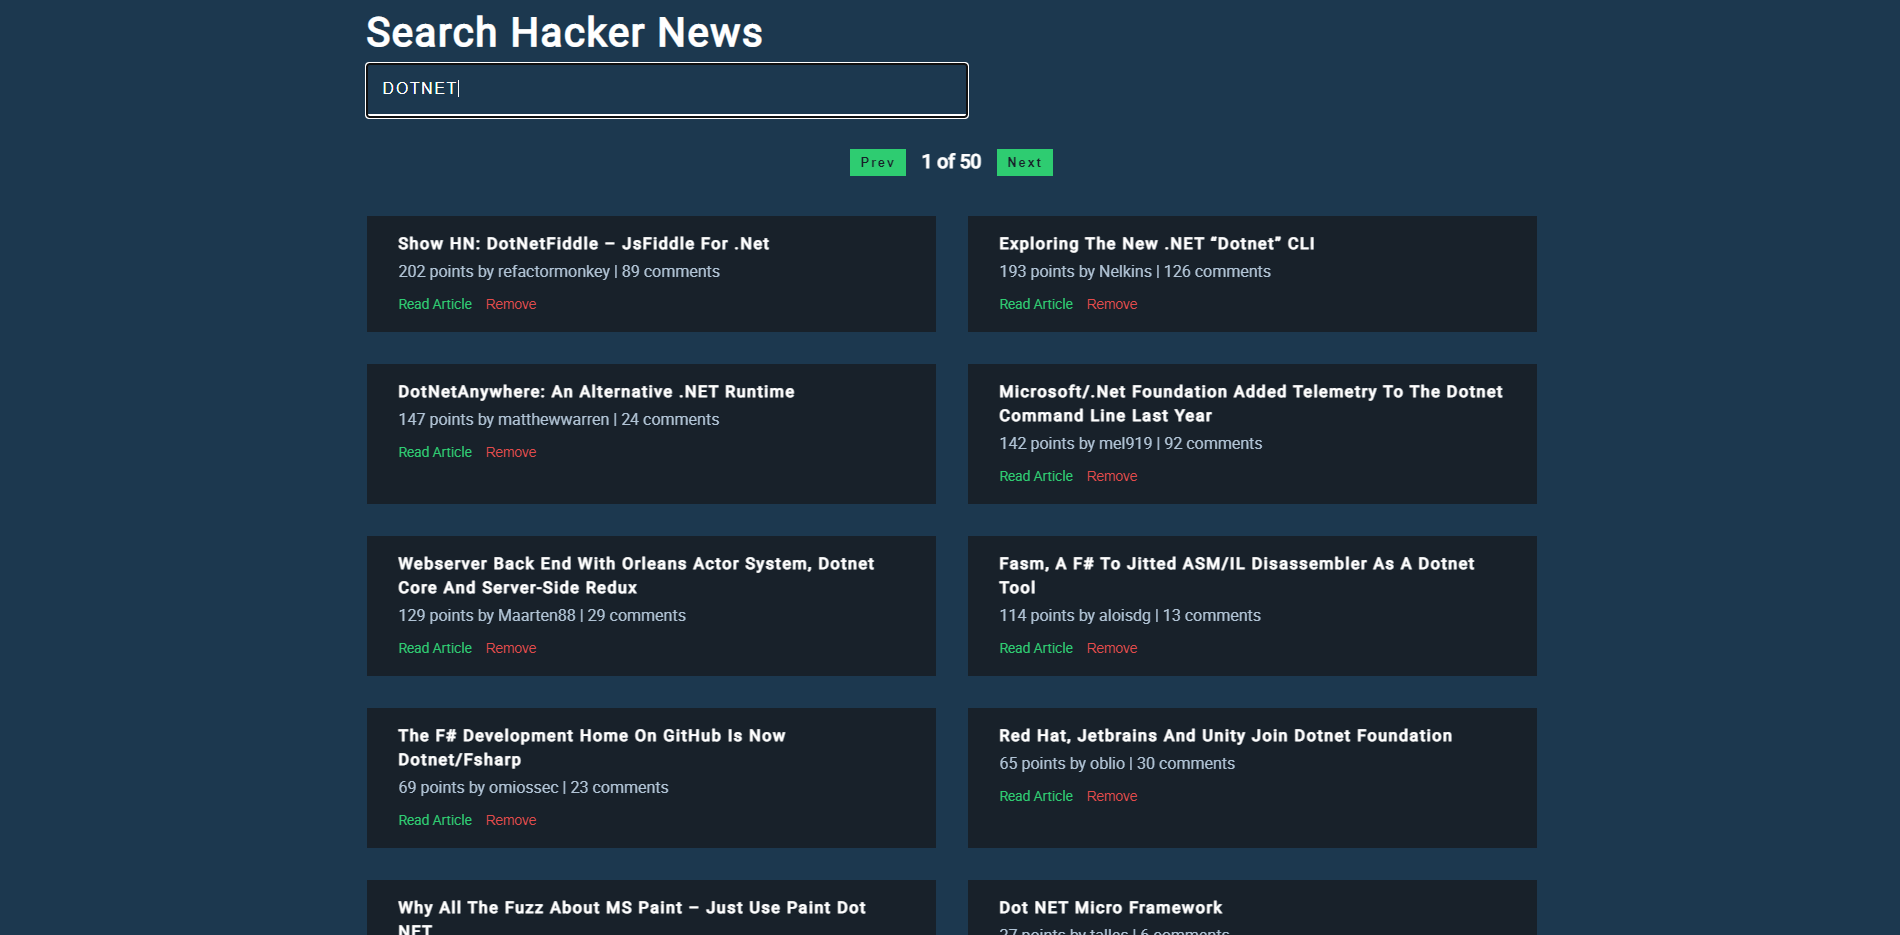 Search Hacker News
DOTNET
Prev 1 of 50 Next
Show HN: DotNetFiddle – JsFiddle For .Net
202 points by refactormonkey | 89 comments
Read Article Remove
Exploring The New .NET “Dotnet” CLI
193 points by Nelkins | 126 comments
Read Article Remove
DotNetAnywhere: An Alternative .NET Runtime
147 points by matthewwarren | 24 comments
Read Article Remove
Microsoft/.Net Foundation Added Telemetry To The Dotnet
Command Line Last Year
142 points by mel919 | 92 comments
Read Article Remove
Webserver Back End With Orleans Actor System, Dotnet
Core And Server-Side Redux
129 points by Maarten88 | 29 comments
Read Article Remove
Fasm, A F# To Jitted ASM/IL Disassembler As A Dotnet
Tool
114 points by aloisdg | 13 comments
Read Article Remove
The F# Development Home On GitHub Is Now
Dotnet/Fsharp
69 points by omiossec | 23 comments
Read Article Remove
Red Hat, Jetbrains And Unity Join Dotnet Foundation
65 points by oblio | 30 comments
Read Article Remove
Why All The Fuzz About MS Paint – Just Use Paint Dot
NET
Dot NET Micro Framework
27 points by talles | 6 comments